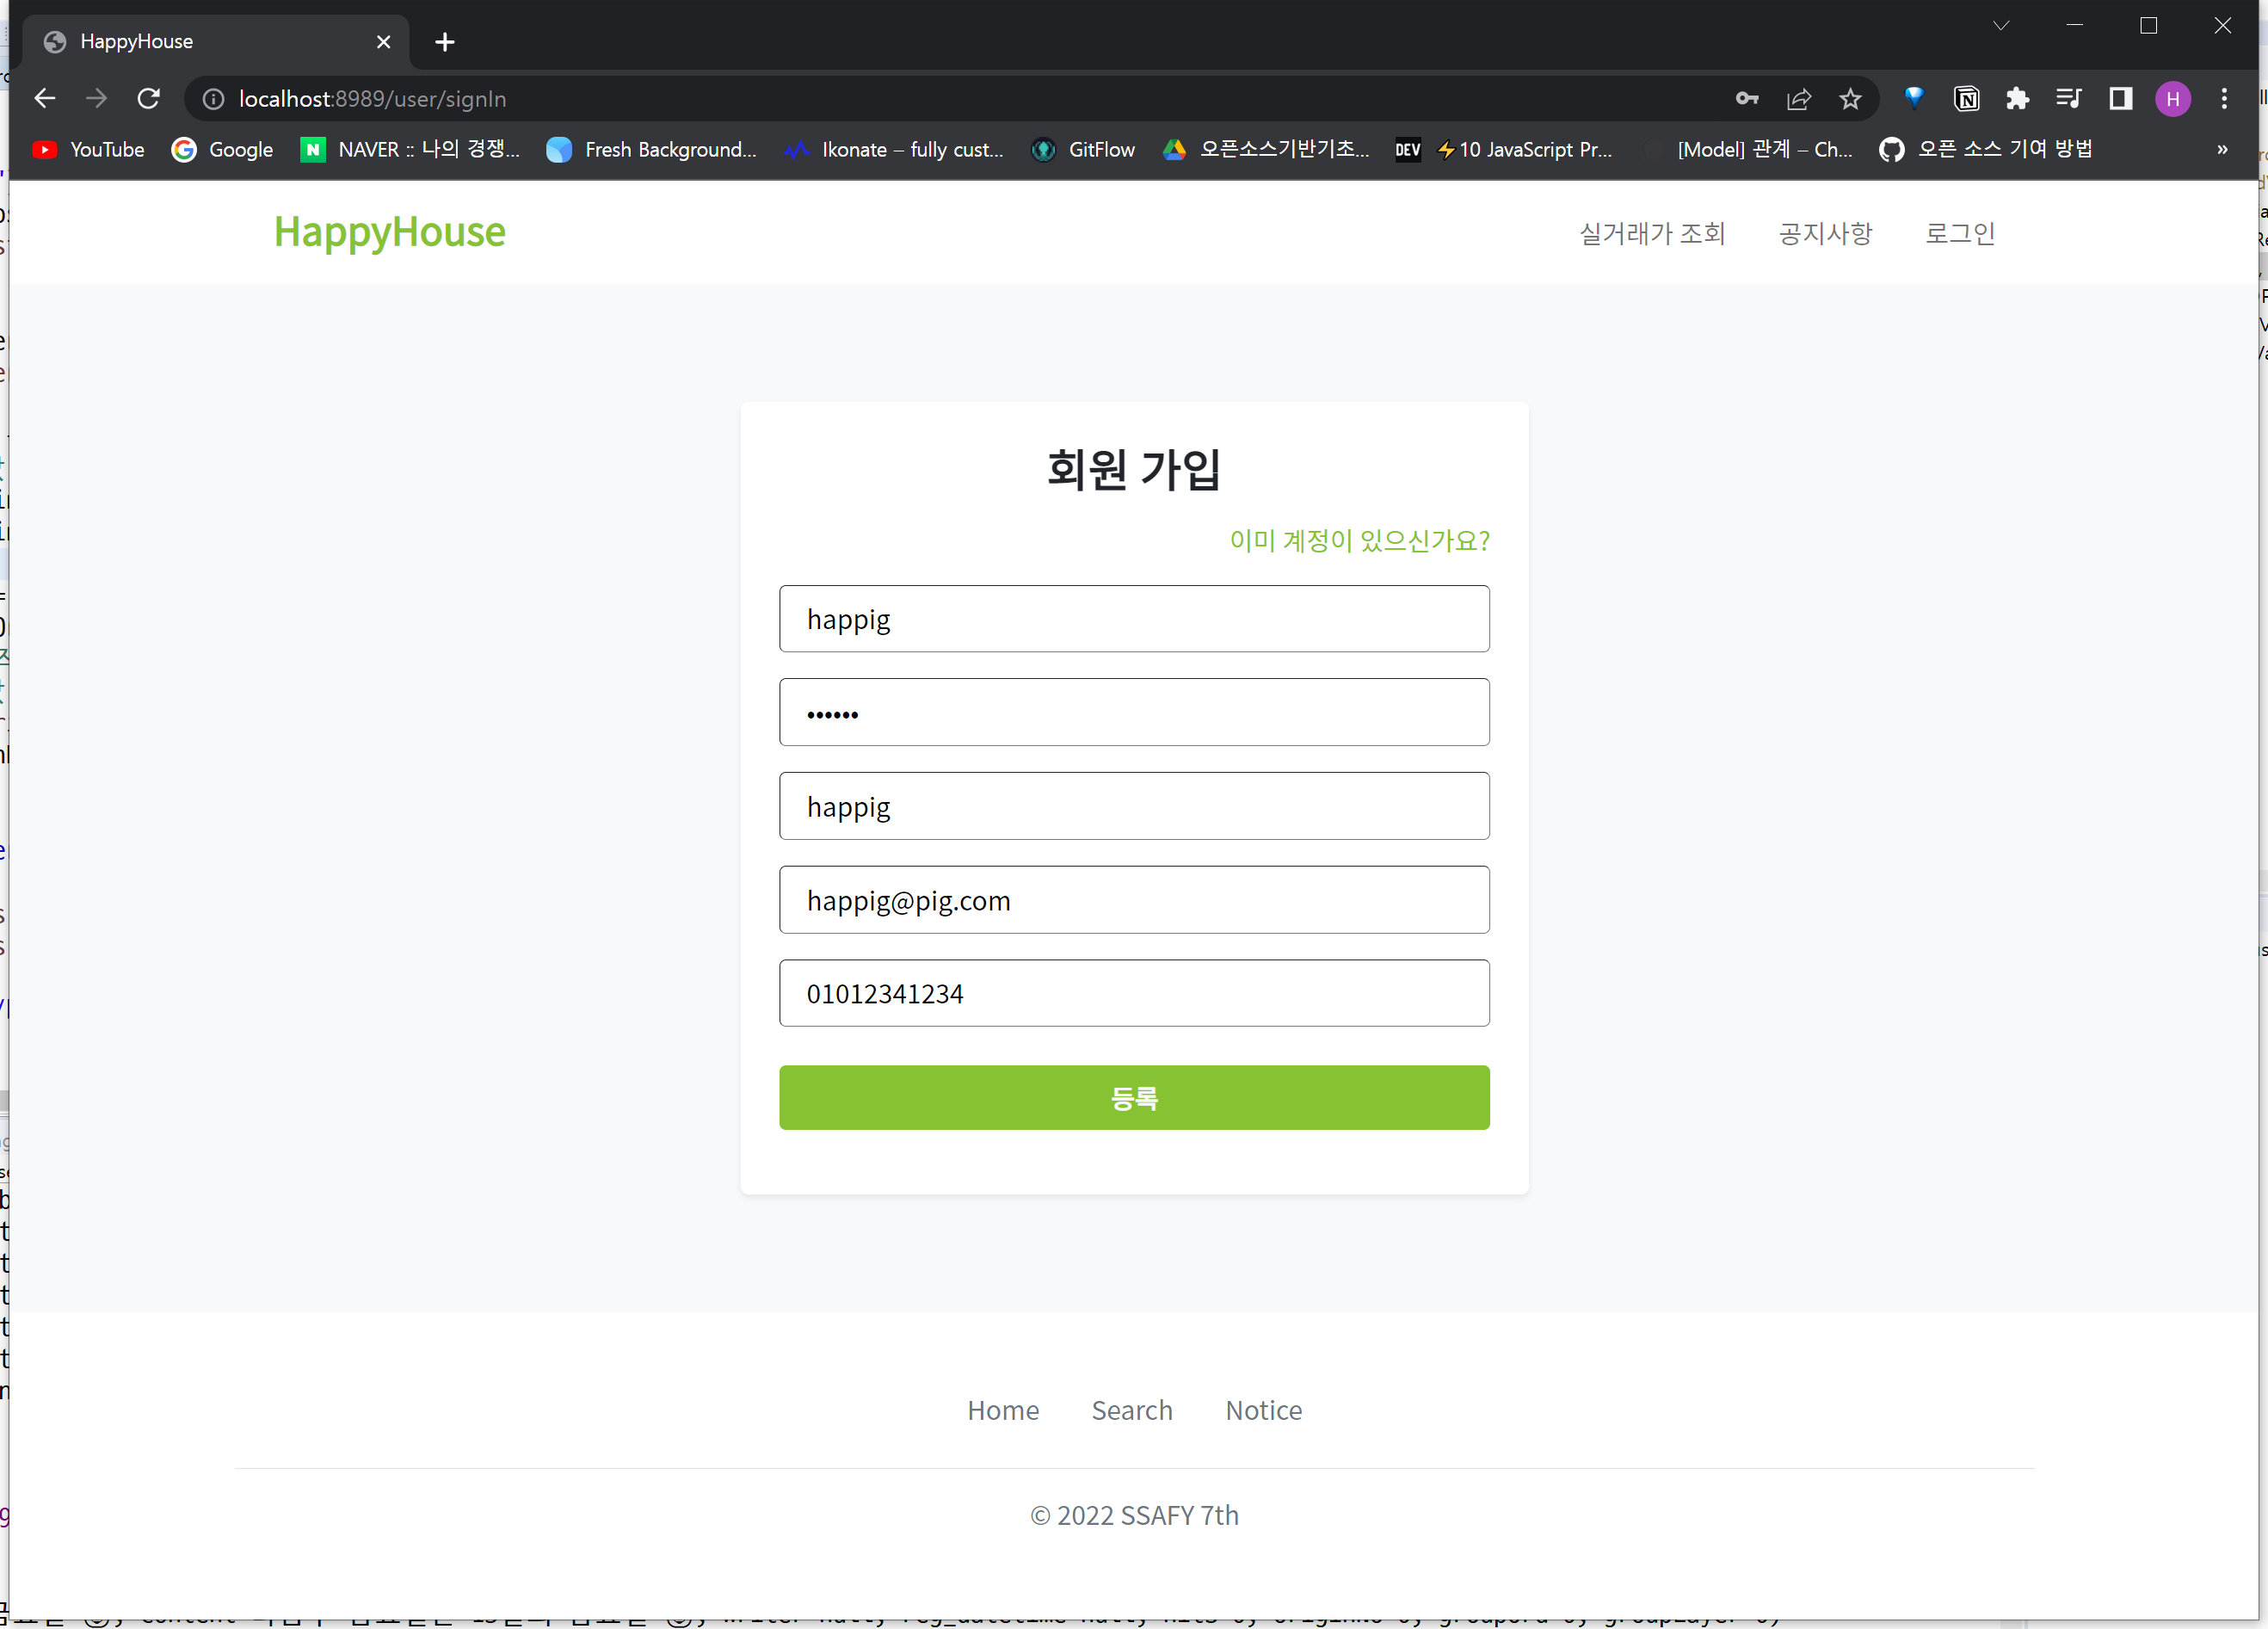 HappyHouse
localhost:8989/user/signIn
YouTube Google NAVER :: 나의 경쟁... Fresh Background... Ikonate – fully cust... GitFlow 오픈소스기반기초... DEV ⚡10 JavaScript Pr... [Model] 관계 – Ch... 오픈 소스 기여 방법 »
HappyHouse 실거래가 조회 공지사항 로그인
회원 가입
이미 계정이 있으신가요?
happig
••••••
happig
happig@pig.com
01012341234
등록
Home Search Notice
© 2022 SSAFY 7th